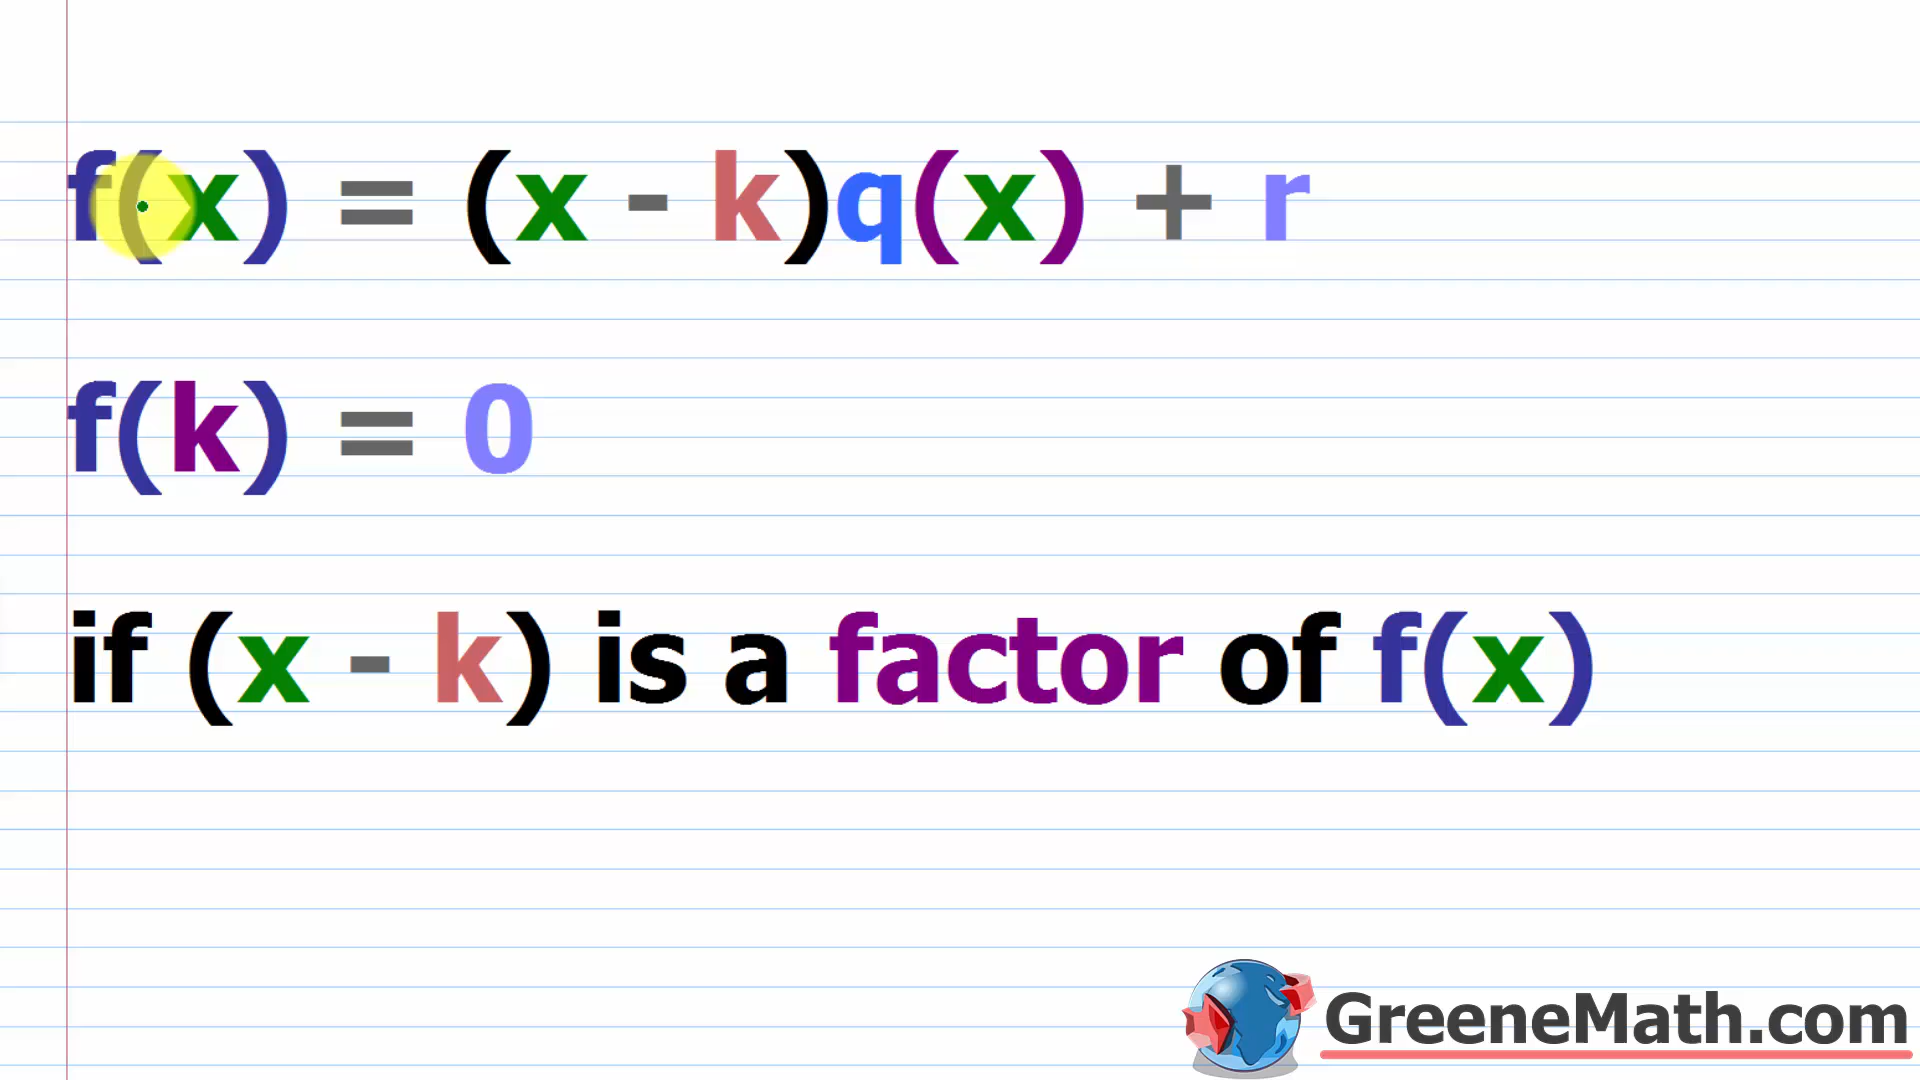 f(x) = (x - k)q(x) + r
f(k) = 0
if (x - k) is a factor of f(x)
GreeneMath.com